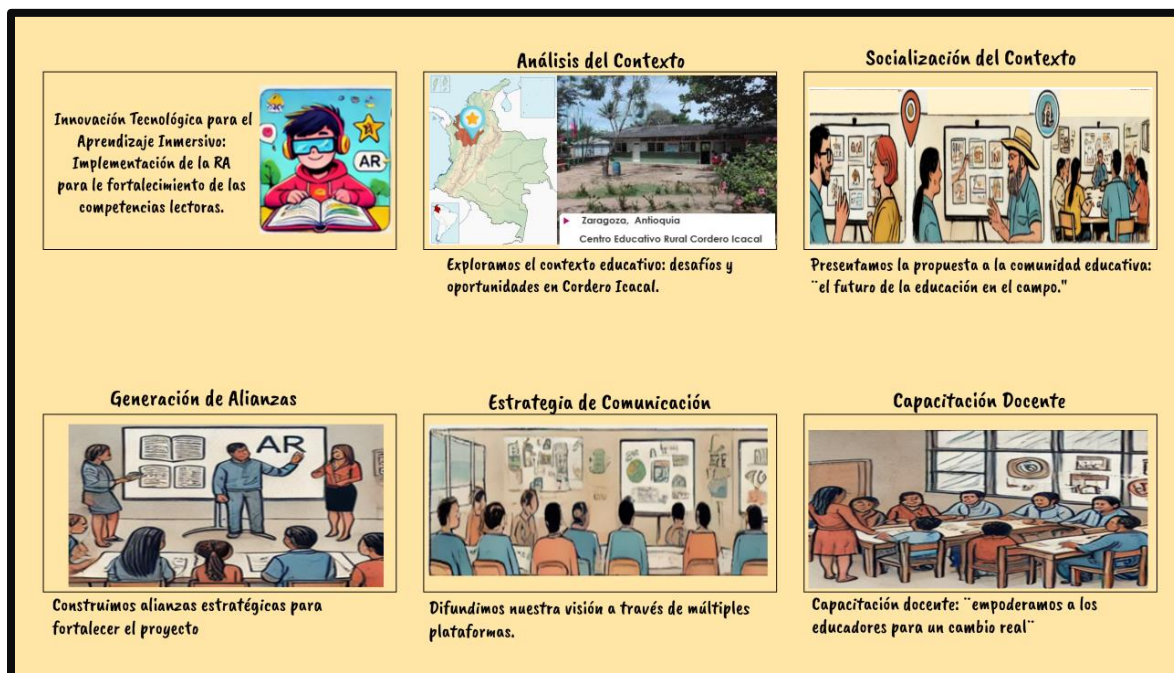 Innovación Tecnológica para el
Aprendizaje Inmersivo:
Implementación de la RA
para le fortalecimiento de las
competencias lectoras.
AR
Análisis del Contexto
Zaragoza, Antioquia
Centro Educativo Rural Cordero Icacal
Exploramos el contexto educativo: desafíos y
oportunidades en Cordero Icacal.
Socialización del Contexto
Presentamos la propuesta a la comunidad educativa:
¨el futuro de la educación en el campo."
Generación de Alianzas
AR
Construimos alianzas estratégicas para
fortalecer el proyecto
Estrategia de Comunicación
Difundimos nuestra visión a través de múltiples
plataformas.
Capacitación Docente
Capacitación docente: ¨empoderamos a los
educadores para un cambio real¨